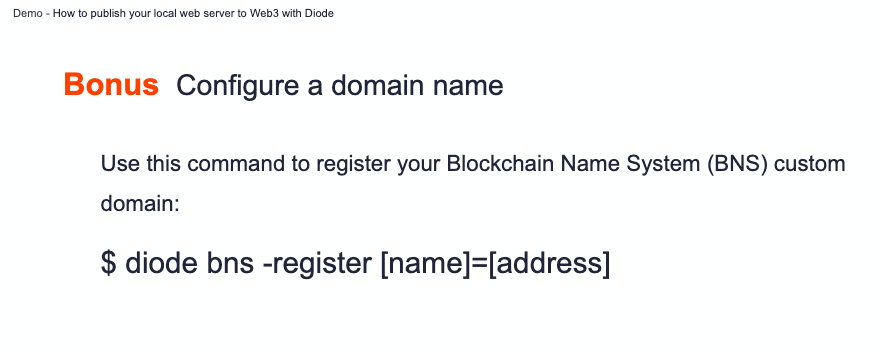 Demo - How to publish your local web server to Web3 with Diode
Bonus Configure a domain name
Use this command to register your Blockchain Name System (BNS) custom
domain:
$ diode bns -register [name]=[address]